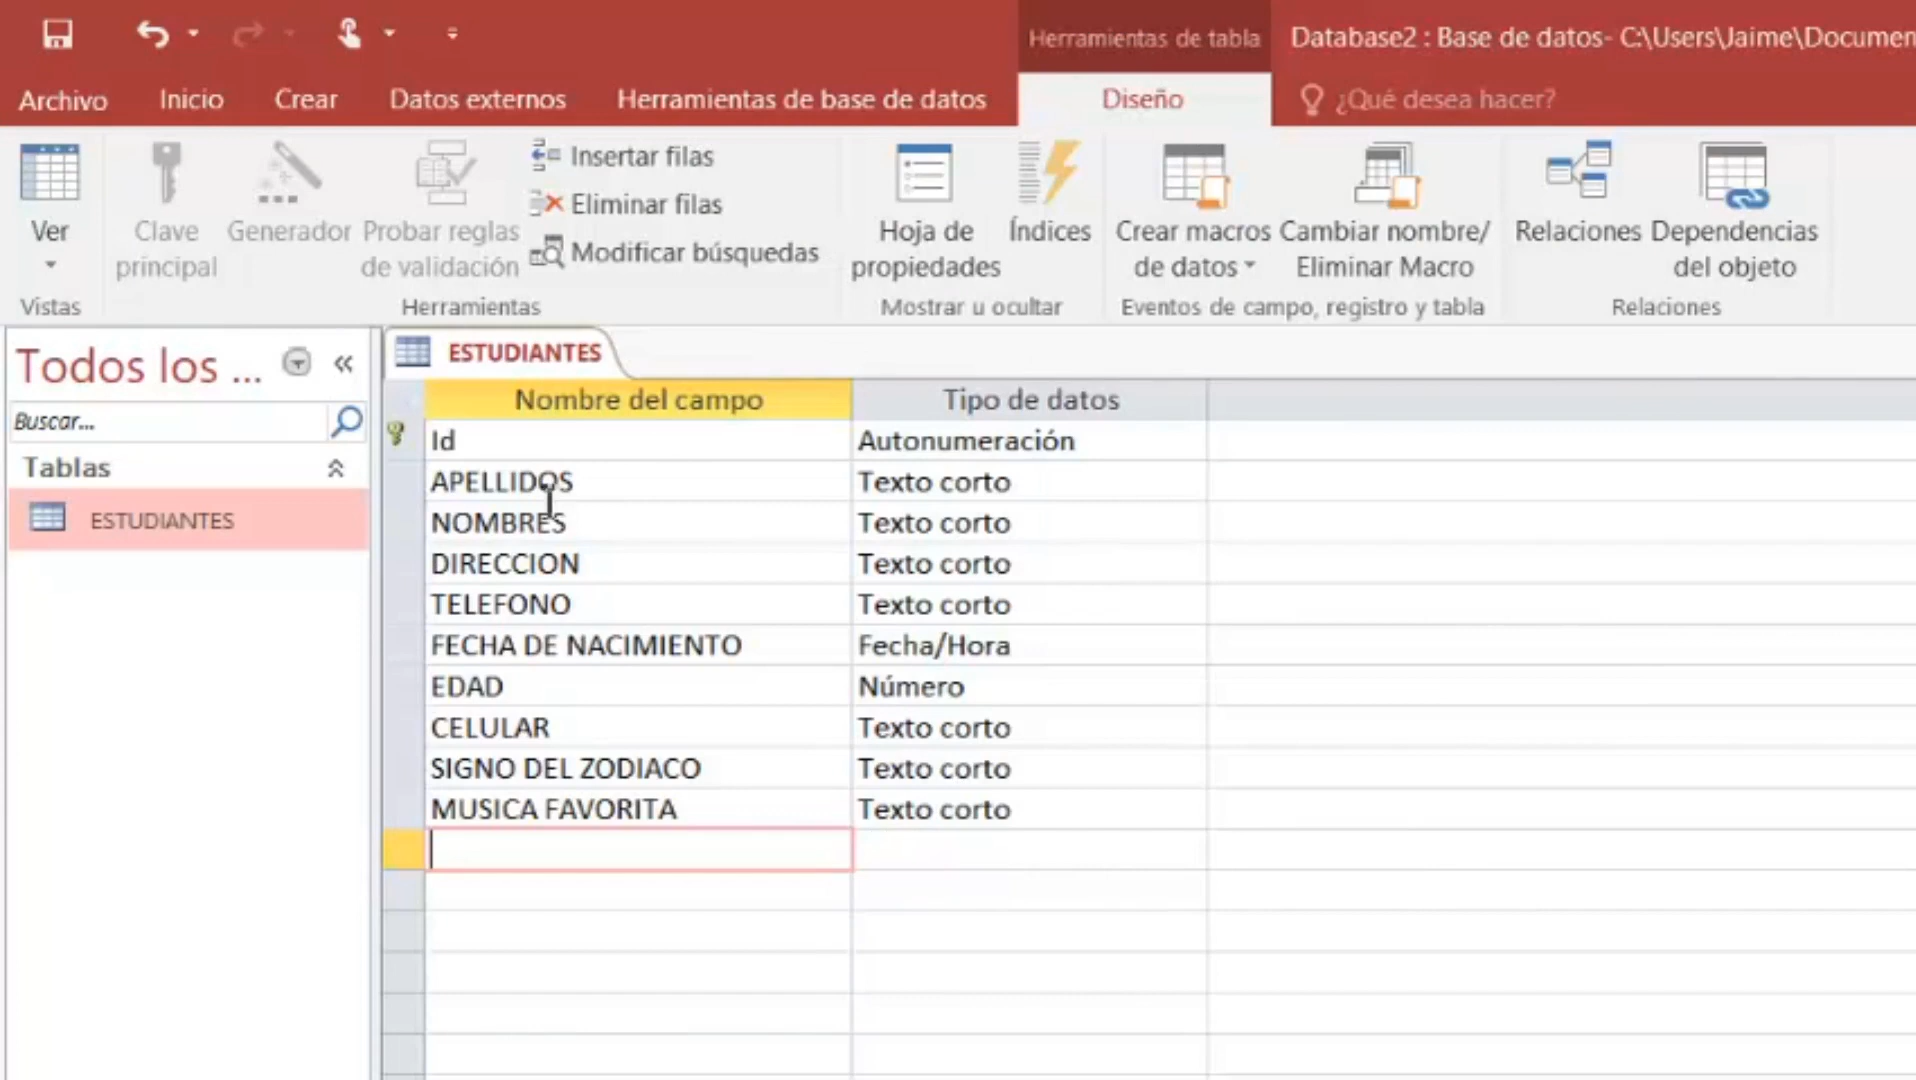 Herramientas de tabla
Database2 : Base de datos- C:\Users\Jaime\Documen
Archivo
Inicio
Crear
Datos externos
Herramientas de base de datos
Diseño
¿Qué desea hacer?
Ver
Vistas
Clave
principal
Generador
Probar reglas
de validación
Insertar filas
Eliminar filas
Modificar búsquedas
Herramientas
Hoja de
propiedades
Índices
Mostrar u ocultar
Crear macros
de datos
Cambiar nombre/
Eliminar Macro
Eventos de campo, registro y tabla
Relaciones
Dependencias
del objeto
Relaciones
Todos los ...
Buscar...
Tablas
ESTUDIANTES
ESTUDIANTES
Nombre del campo Tipo de datos
Id Autonumeración
APELLIDOS Texto corto
NOMBRES Texto corto
DIRECCION Texto corto
TELEFONO Texto corto
FECHA DE NACIMIENTO Fecha/Hora
EDAD Número
CELULAR Texto corto
SIGNO DEL ZODIACO Texto corto
MUSICA FAVORITA Texto corto